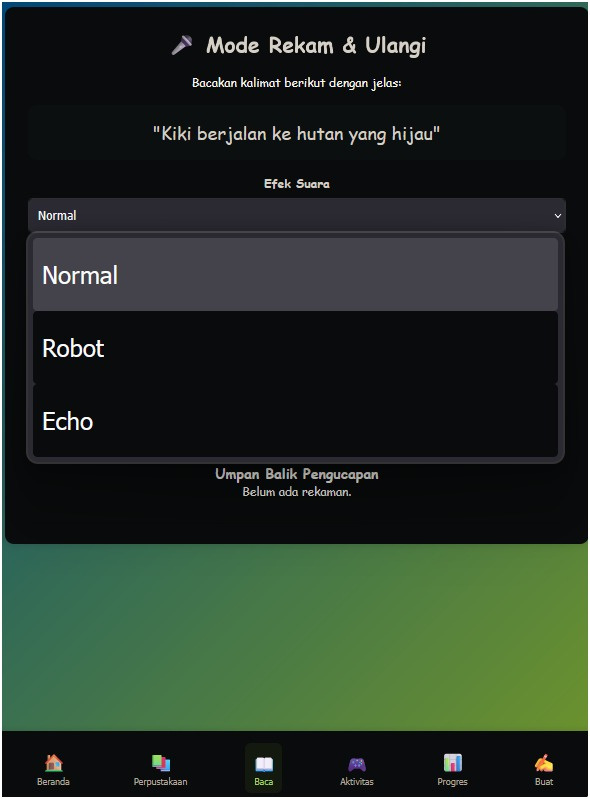 Mode Rekam & Ulangi
Bacakan kalimat berikut dengan jelas:
"Kiki berjalan ke hutan yang hijau"
Efek Suara
Normal
Normal
Robot
Echo
Umpan Balik Pengucapan
Belum ada rekaman.
Beranda
Perpustakaan
Baca
Aktivitas
Progres
Buat